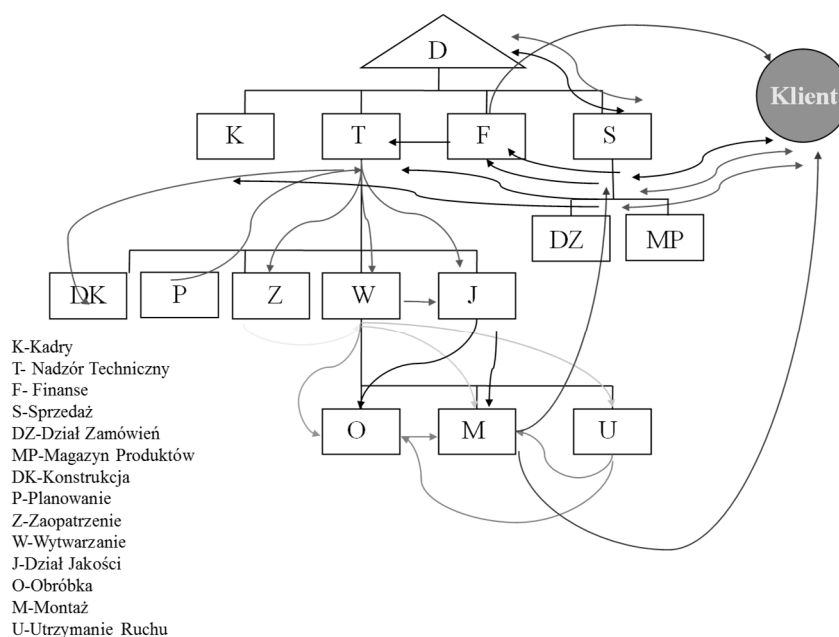 D
Klient
K T F S
DZ MP
DK P Z W J
O M U
K-Kadry
T- Nadzór Techniczny
F- Finanse
S-Sprzedaż
DZ-Dział Zamówień
MP-Magazyn Produktów
DK-Konstrukcja
P-Planowanie
Z-Zaopatrzenie
W-Wytwarzanie
J-Dział Jakości
O-Obróbka
M-Montaż
U-Utrzymanie Ruchu